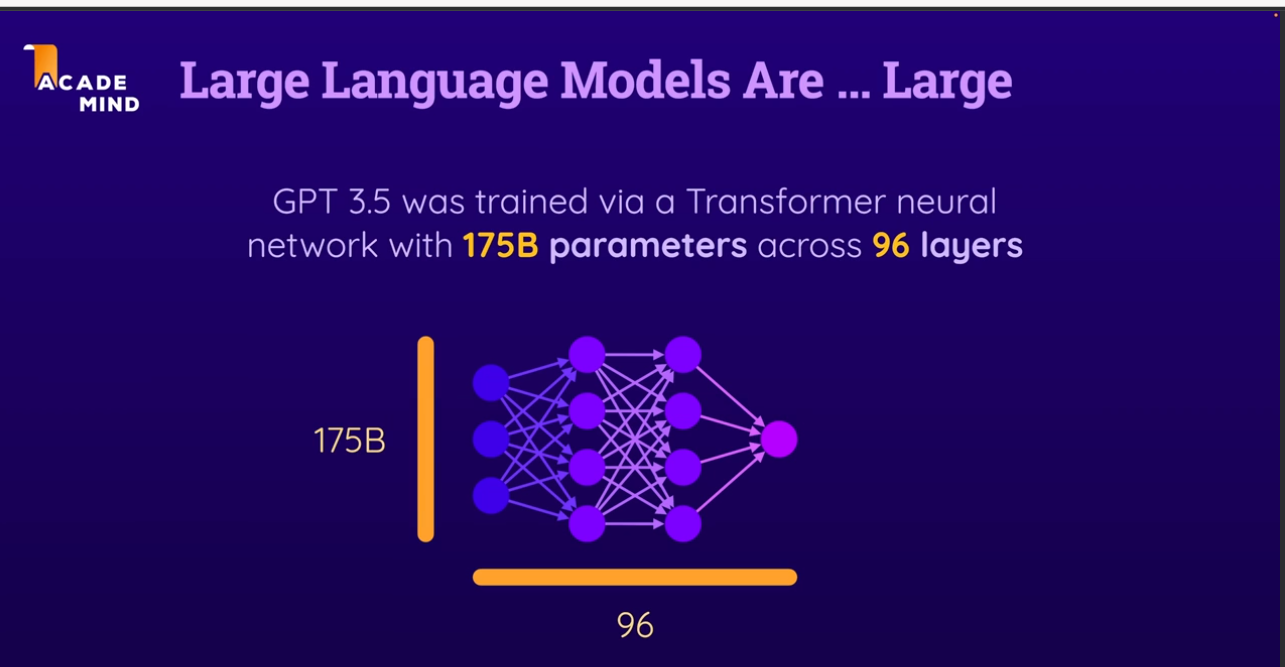 ACADE
MIND
Large Language Models Are ... Large
GPT 3.5 was trained via a Transformer neural
network with 175B parameters across 96 layers
175B
96